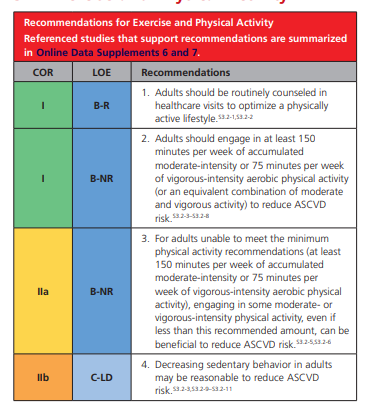 Recommendations for Exercise and Physical Activity
Referenced studies that support recommendations are summarized
in Online Data Supplements 6 and 7.
COR LOE Recommendations
I B-R 1. Adults should be routinely counseled in
healthcare visits to optimize a physically
active lifestyle.S3.2-1,S3.2-2
I B-NR 2. Adults should engage in at least 150
minutes per week of accumulated
moderate-intensity or 75 minutes per week
of vigorous-intensity aerobic physical activity
(or an equivalent combination of moderate
and vigorous activity) to reduce ASCVD
risk.S3.2-3–S3.2-8
IIa B-NR 3. For adults unable to meet the minimum
physical activity recommendations (at least
150 minutes per week of accumulated
moderate-intensity or 75 minutes per
week of vigorous-intensity aerobic physical
activity), engaging in some moderate- or
vigorous-intensity physical activity, even if
less than this recommended amount, can be
beneficial to reduce ASCVD risk.S3.2-5,S3.2-6
IIb C-LD 4. Decreasing sedentary behavior in adults
may be reasonable to reduce ASCVD
risk.S3.2-3,S3.2-9–S3.2-11